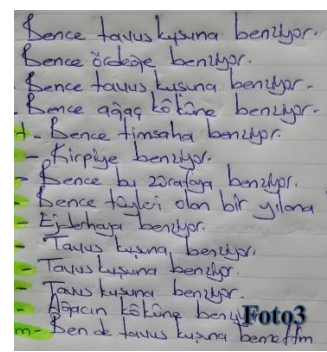 Bence tavus kuşuna benziyor.
Bence ördeğe benziyor.
- Bence tavus kuşuna benziyor.
- Bence ağaç köküne benziyor.
- Bence timsaha benziyor.
- Kirpiye benziyor.
- Bence bu zürafaya benziyor.
- Bence tüyleri olan bir yılana
- Ejderhaya benziyor.
- Tavus kuşuna benziyor.
- Tavus kuşuna benziyor.
- Tavus kuşuna benziyor.
- Ağacın köküne
m- Ben de tavus kuşuna benzettim
Foto3